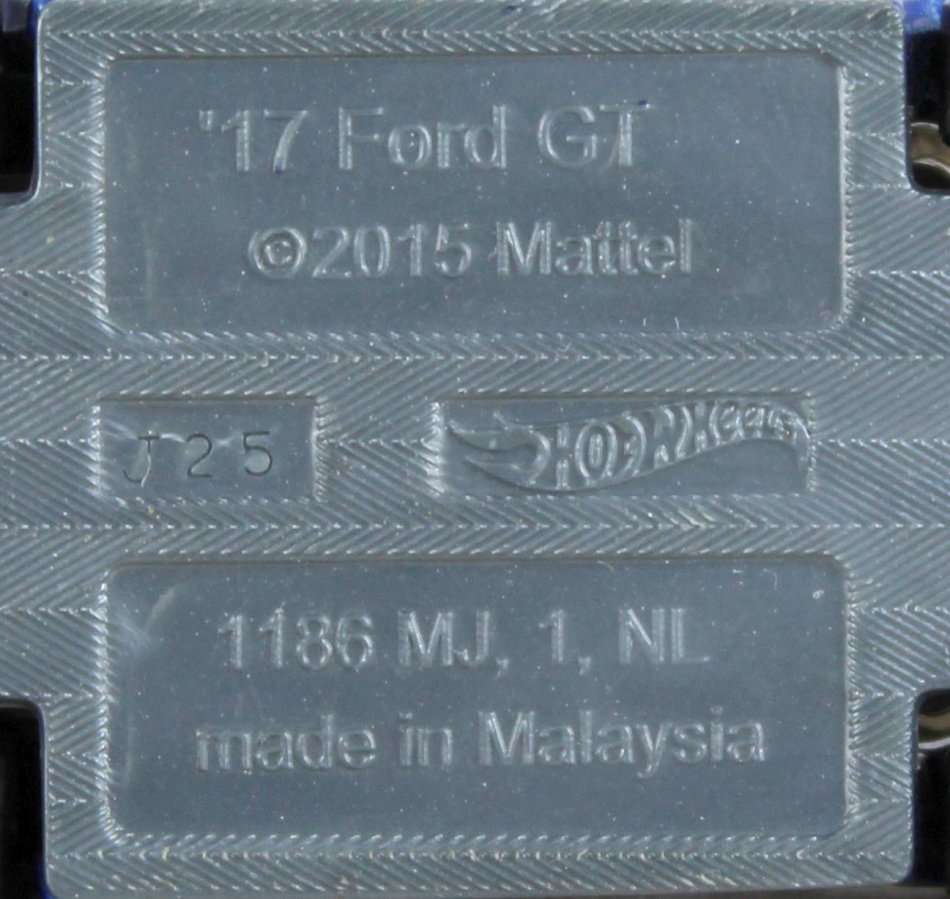 '17 Ford GT
©2015 Mattel
J25
HOT WHEELS
1186 MJ, 1, NL
made in Malaysia